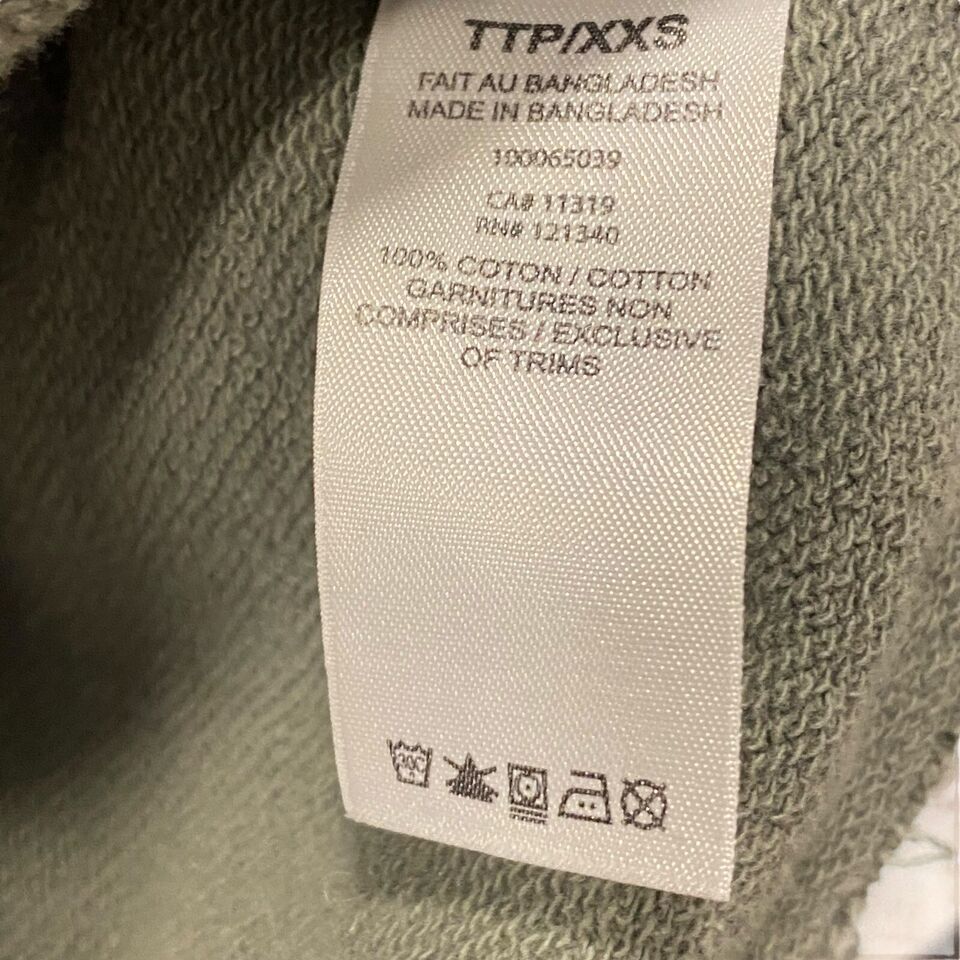 TTP/XXS
FAIT AU BANGLADESH
MADE IN BANGLADESH
100065039
CA# 11319
RN# 121340
100% COTON / COTTON
GARNITURES NON
COMPRISES / EXCLUSIVE
OF TRIMS
30C